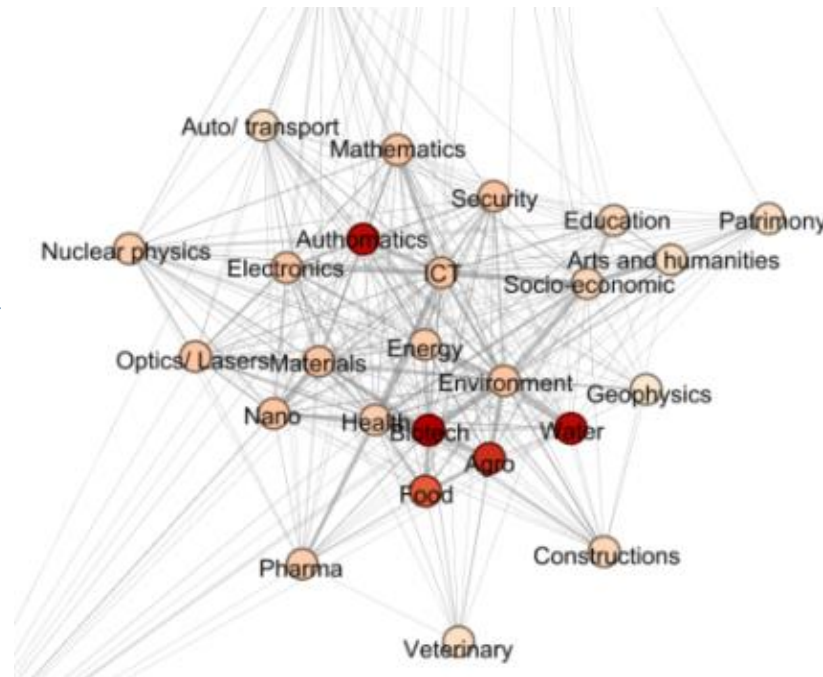 Auto/ transport
Mathematics
Security
Education
Patrimony
Authomatics
Nuclear physics
Arts and humanities
Electronics
ICT
Socio-economic
Energy
Optics/ Lasers
Materials
Environment
Geophysics
Nano
Health
Biotech
Water
Agro
Food
Constructions
Pharma
Veterinary